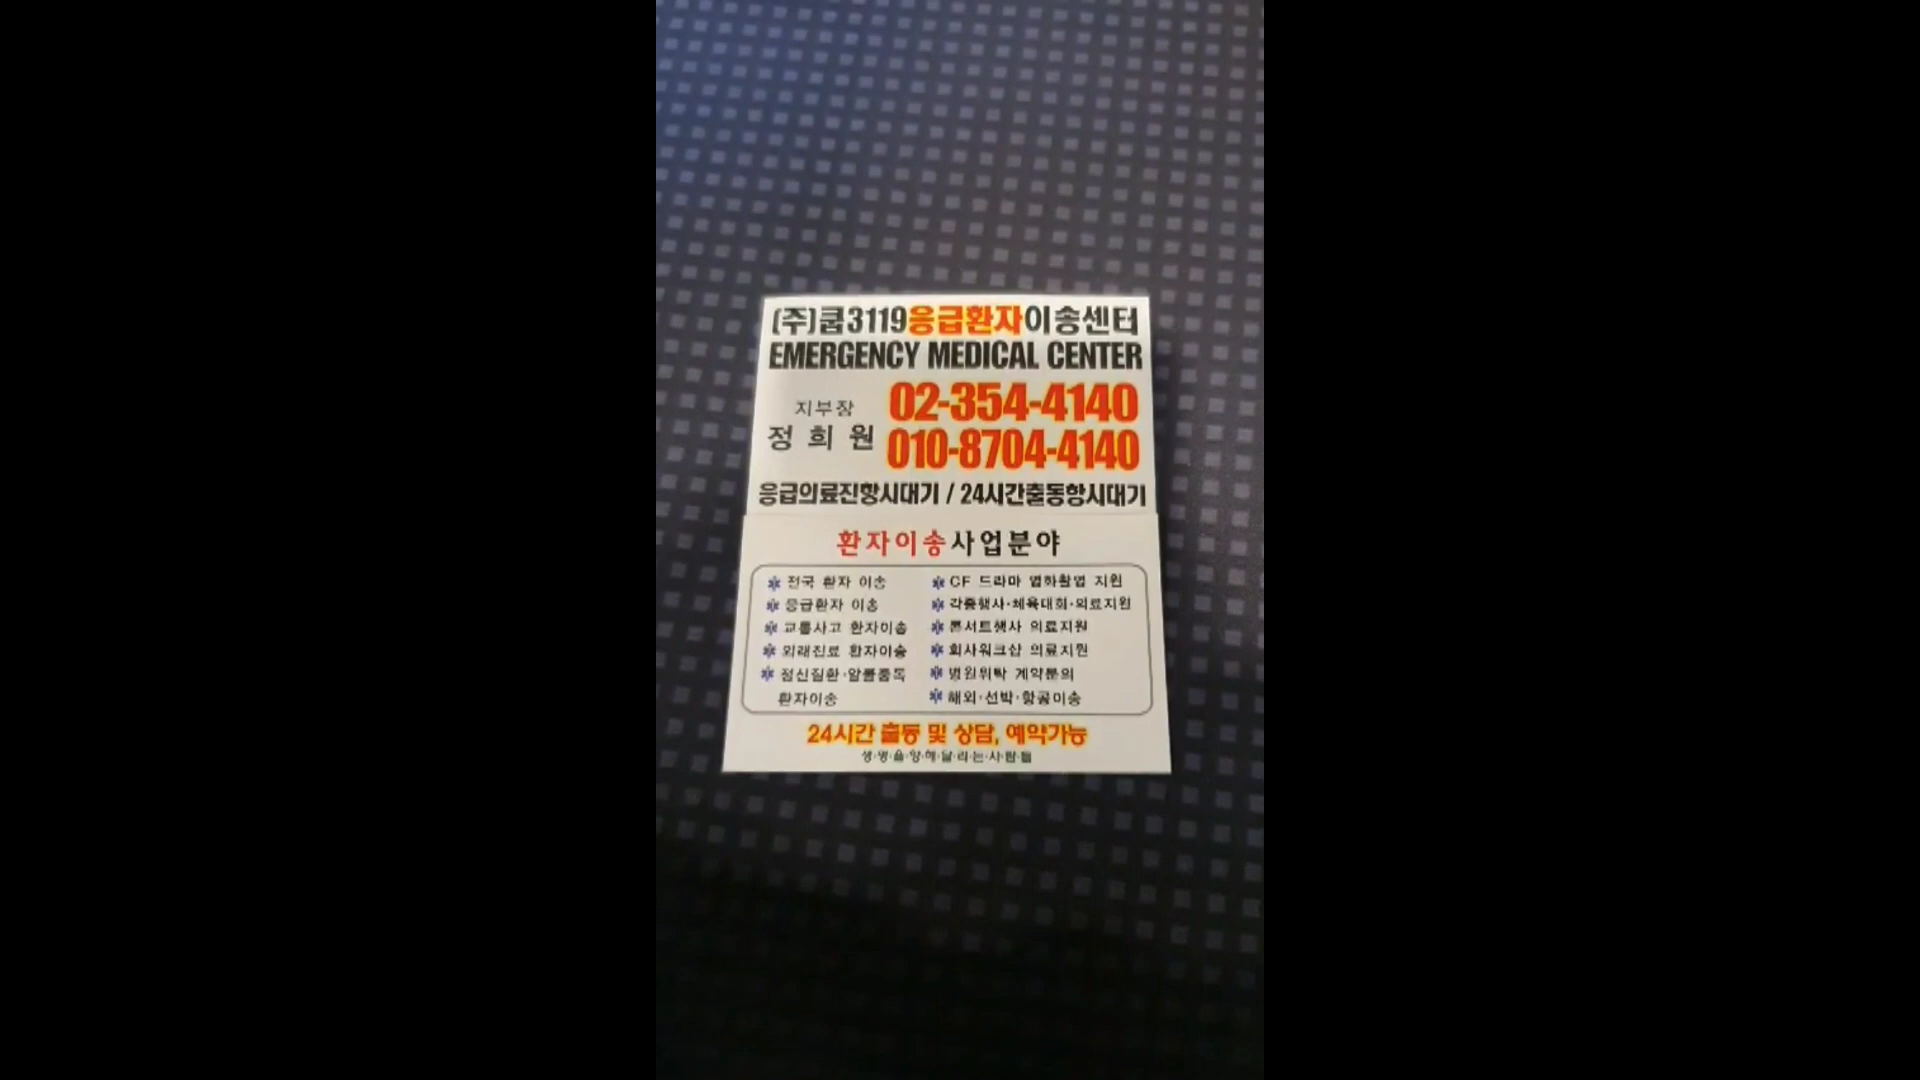 (주)쿱3119응급환자이송센터
EMERGENCY MEDICAL CENTER
지부장
정희원
02-354-4140
010-8704-4140
응급의료진항시대기 / 24시간출동항시대기
환자이송사업분야
전국 환자 이송
응급환자 이송
교통사고 환자이송
외래진료 환자이송
정신질환·알콜중독
환자이송
CF 드라마 영화촬영 지원
각종행사·체육대회·의료지원
콘서트행사 의료지원
회사워크샵 의료지원
병원위탁 계약문의
해외·선박·항공이송
24시간 출동 및 상담, 예약가능
생·명·을·향·해·달·리·는·사·람·들